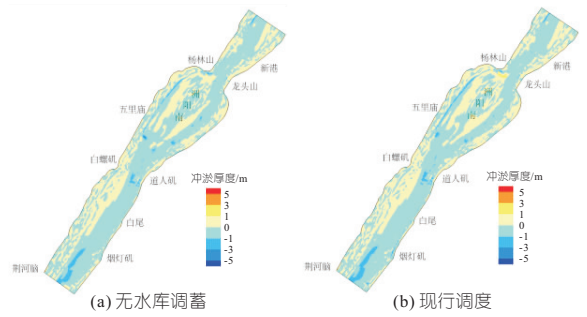 杨林山
新港
龙头山
南阳洲
五里庙
白螺矶
道人矶
白尾
烟灯矶
荆河脑
冲淤厚度/m
5
3
1
0
-1
-3
-5
(a) 无水库调蓄
杨林山
新港
龙头山
南阳洲
五里庙
白螺矶
道人矶
白尾
烟灯矶
荆河脑
冲淤厚度/m
5
3
1
0
-1
-3
-5
(b) 现行调度